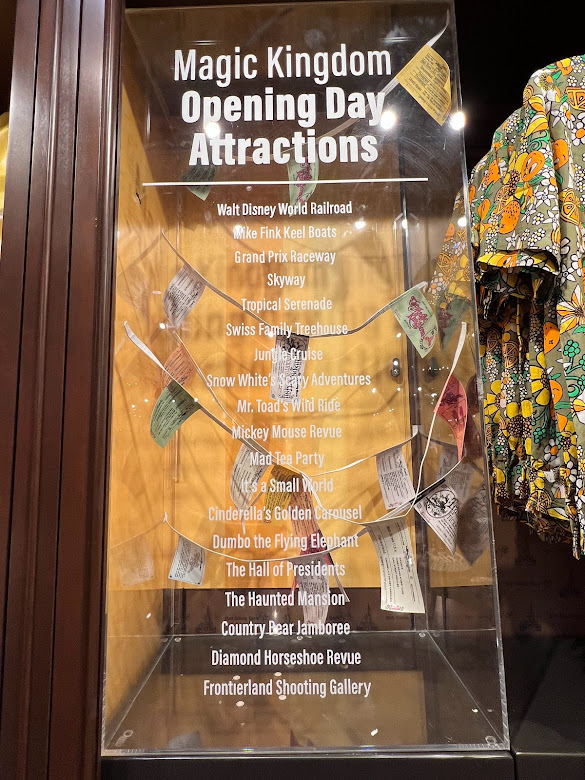 Magic Kingdom
Opening Day
Attractions
Walt Disney World Railroad
Mike Fink Keel Boats
Grand Prix Raceway
Skyway
Tropical Serenade
Swiss Family Treehouse
Jungle Cruise
Snow White's Scary Adventures
Mr. Toad's Wild Ride
Mickey Mouse Revue
Mad Tea Party
It's a Small World
Cinderella's Golden Carousel
Dumbo the Flying Elephant
The Hall of Presidents
The Haunted Mansion
Country Bear Jamboree
Diamond Horseshoe Revue
Frontierland Shooting Gallery